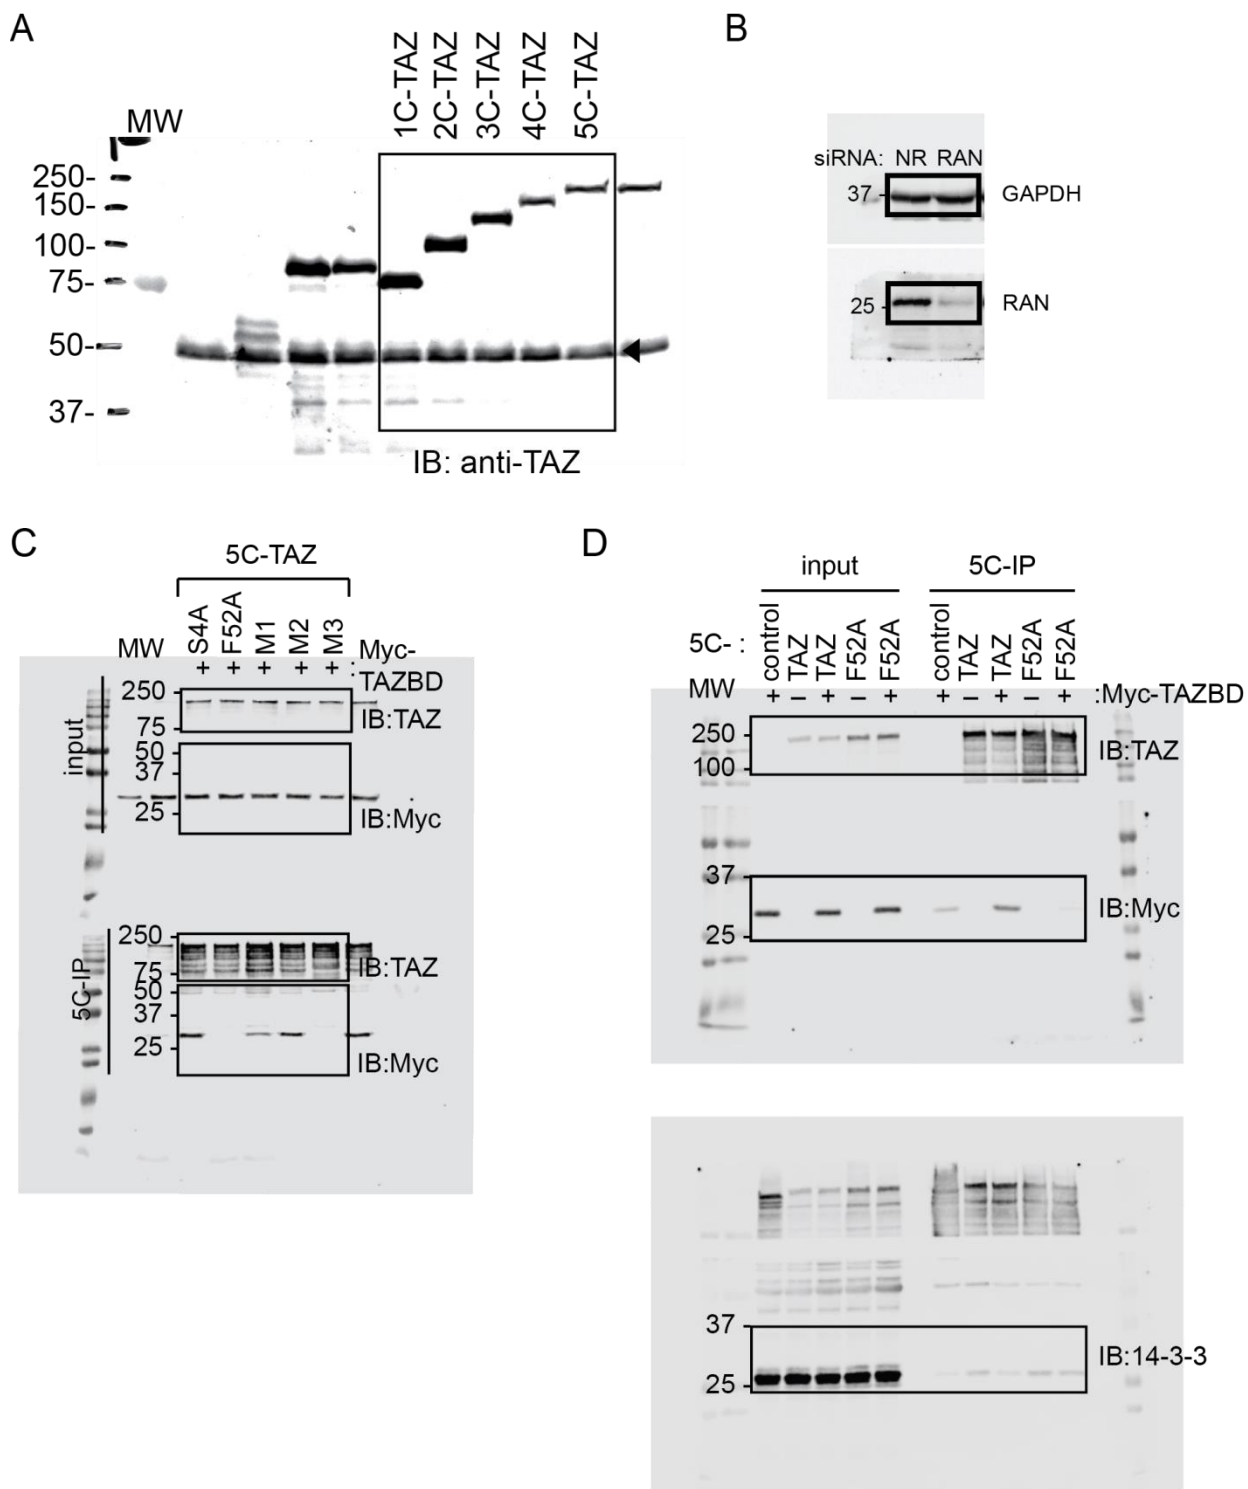 A
MW
1C-TAZ
2C-TAZ
3C-TAZ
4C-TAZ
5C-TAZ
250-
150-
100-
75-
50-
37-
IB: anti-TAZ
B
siRNA: NR RAN
37 - GAPDH
25 - RAN
C
5C-TAZ
MW S4A F52A M1 M2 M3 Myc-
+ + + + + : TAZBD
input
250 -
75 -
IB:TAZ
50 -
37 -
25 -
IB:Myc
5C-IP
250 -
75 -
IB:TAZ
50 -
37 -
25 -
IB:Myc
D
input 5C-IP
5C- : control TAZ TAZ F52A F52A control TAZ TAZ F52A F52A
MW + – + – + + – + – + :Myc-TAZBD
250 -
100 -
IB:TAZ
37 -
25 -
IB:Myc
37 -
25 -
IB:14-3-3